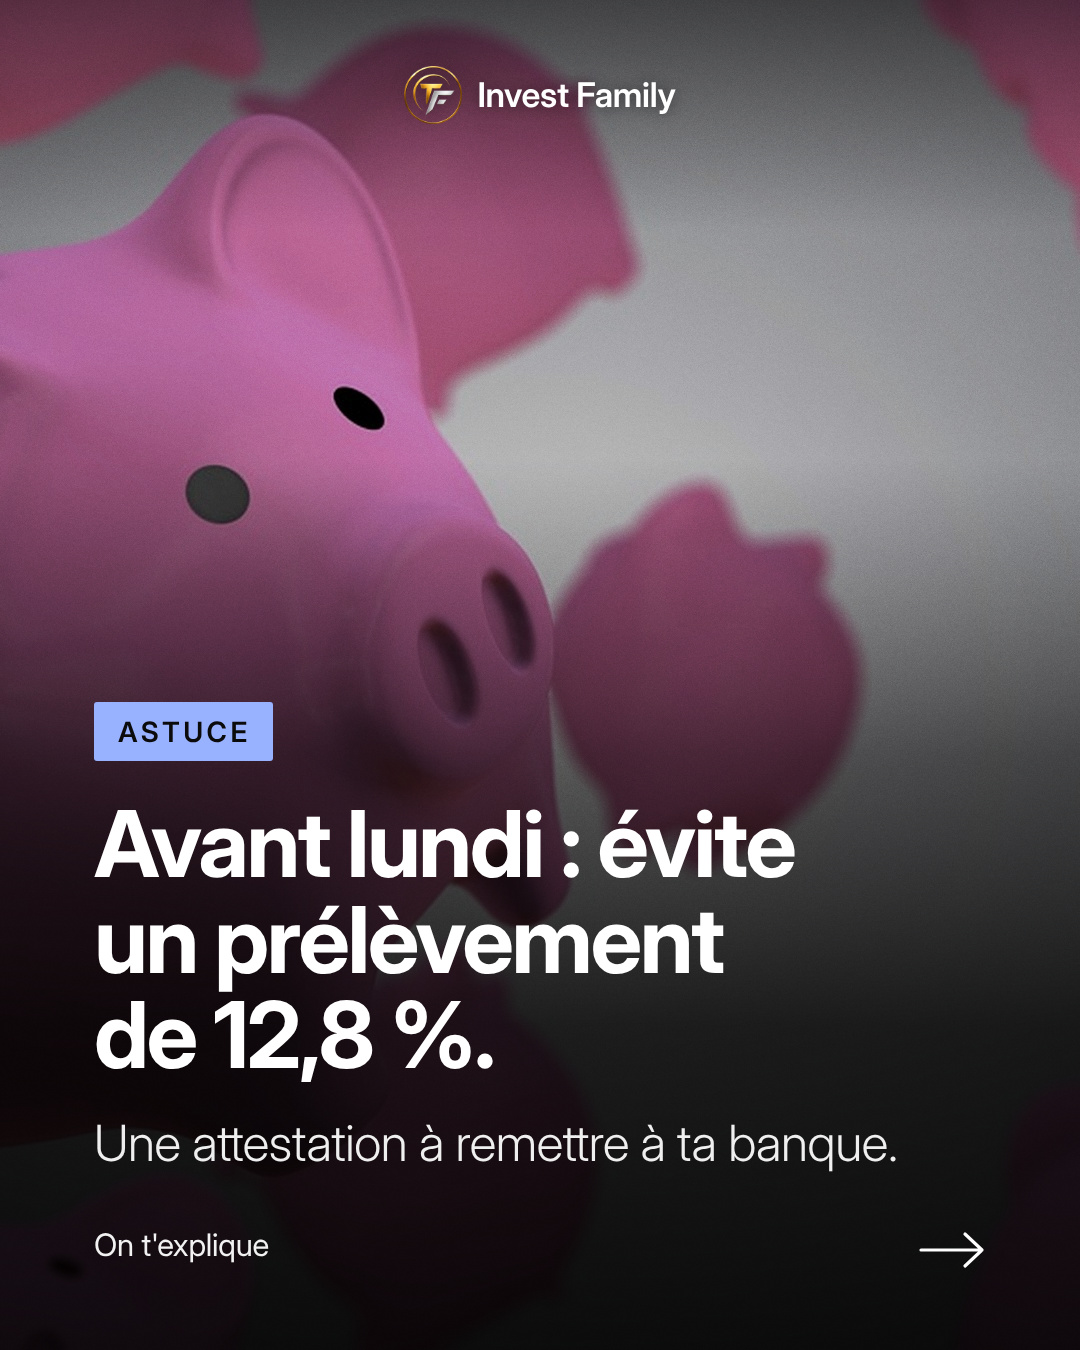 Invest Family
ASTUCE
Avant lundi : évite
un prélèvement
de 12,8 %.
Une attestation à remettre à ta banque.
On t'explique